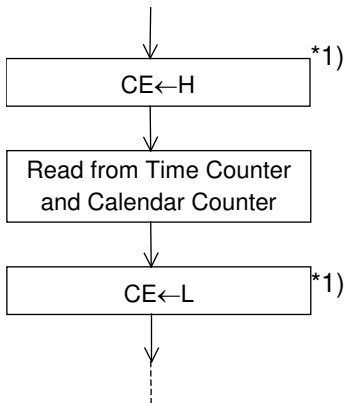 *1)
CE←H
Read from Time Counter
and Calendar Counter
*1)
CE←L